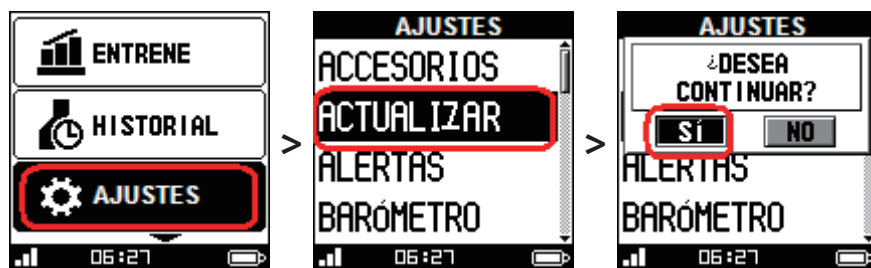 ENTRENE
HISTORIAL
AJUSTES
06:27
>
AJUSTES
ACCESORIOS
ACTUALIZAR
ALERTAS
BARÓMETRO
06:27
>
AJUSTES
¿DESEA
CONTINUAR?
Sí NO
ALERTAS
BARÓMETRO
06:27